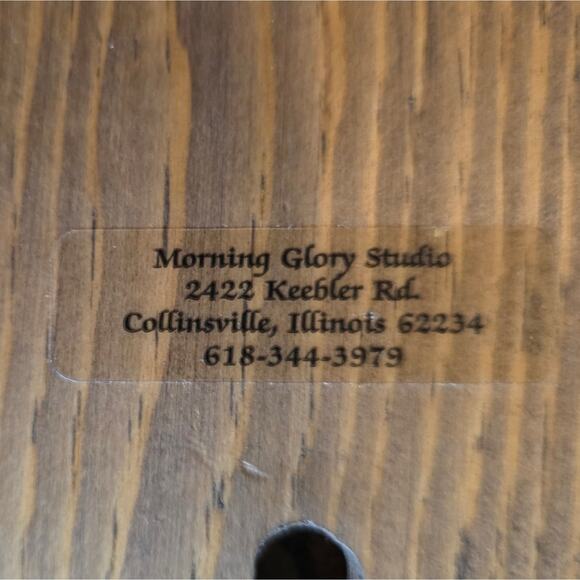 Morning Glory Studio
2422 Keebler Rd.
Collinsville, Illinois 62234
618-344-3979